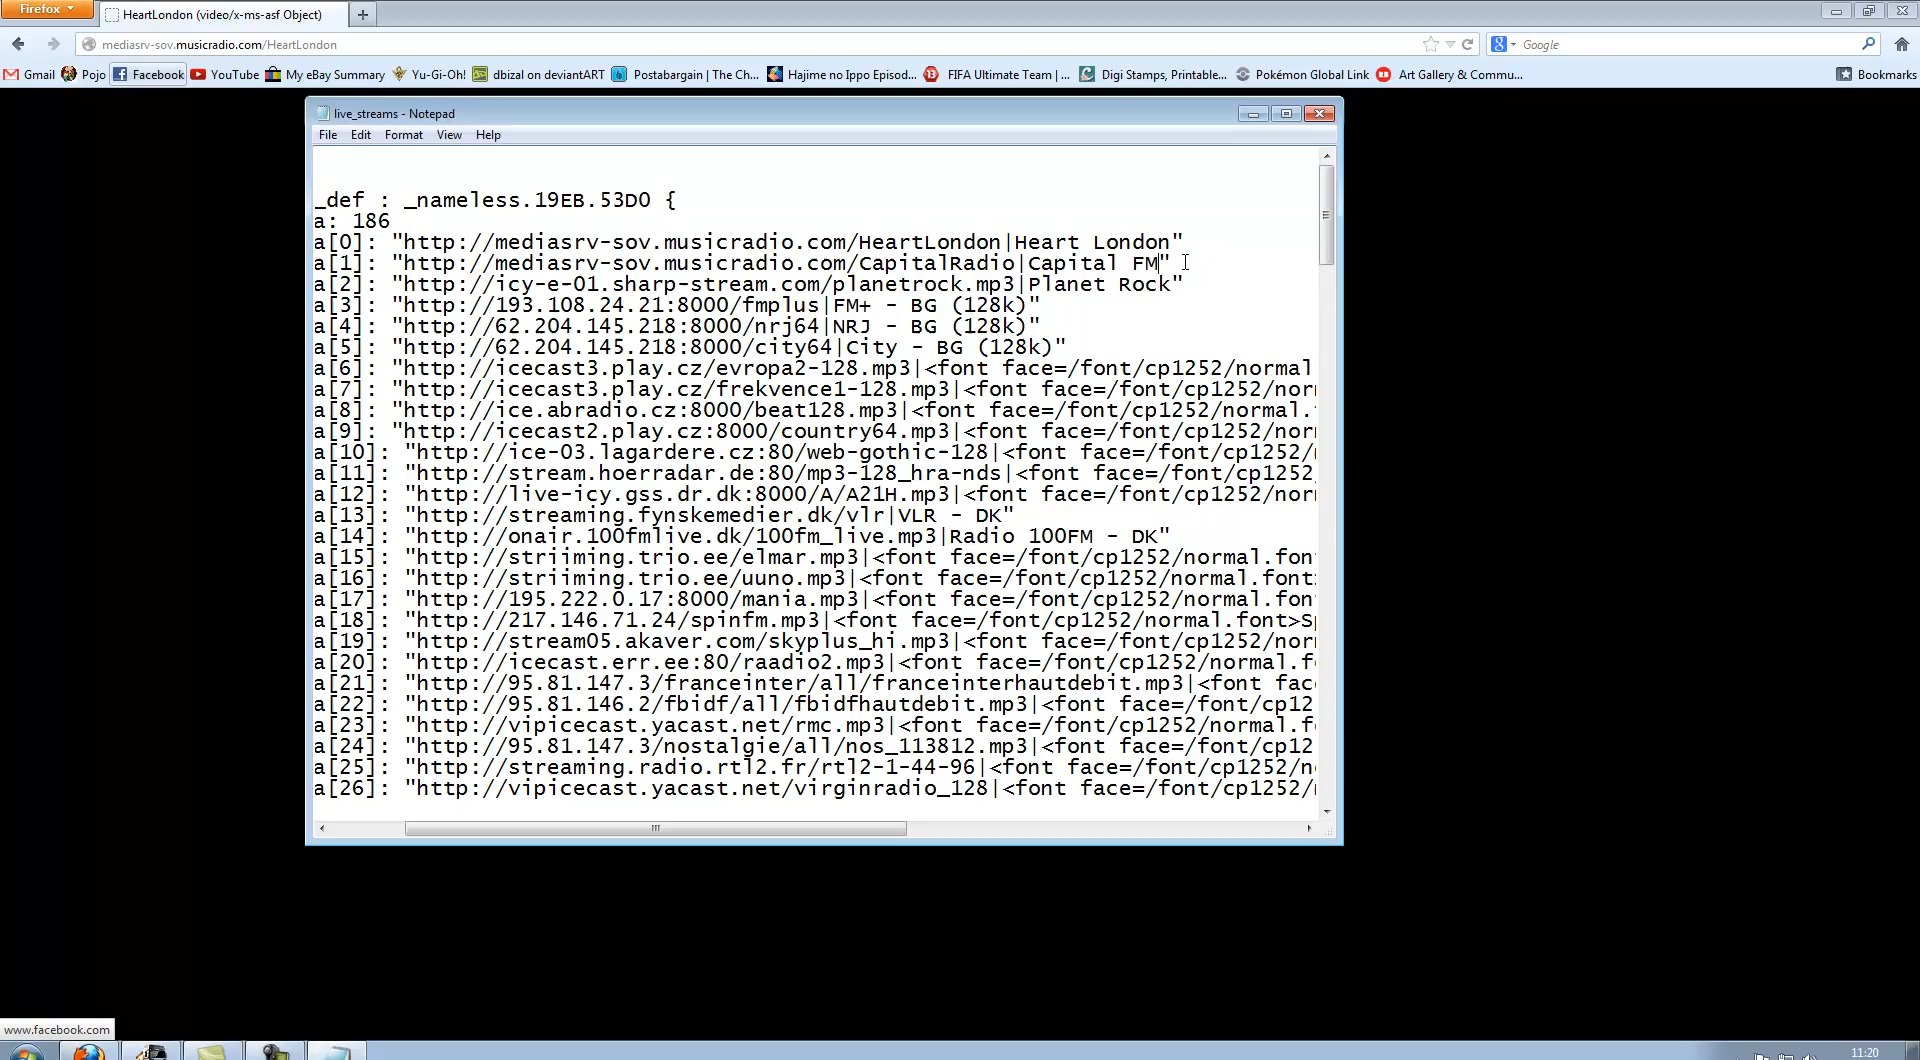 Firefox
HeartLondon (video/x-ms-asf Object)
mediasrv-sov.musicradio.com/HeartLondon
Google
Gmail Pojo Facebook YouTube My eBay Summary Yu-Gi-Oh! dbizal on deviantART Postabargain | The Ch... Hajime no Ippo Episod... FIFA Ultimate Team | ... Digi Stamps, Printable... Pokémon Global Link Art Gallery & Commu... Bookmarks
live_streams - Notepad
File Edit Format View Help
_def : _nameless.19EB.53D0 {
a: 186
a[0]: "http://mediasrv-sov.musicradio.com/HeartLondon|Heart London"
a[1]: "http://mediasrv-sov.musicradio.com/CapitalRadio|Capital FM"
a[2]: "http://icy-e-01.sharp-stream.com/planetrock.mp3|Planet Rock"
a[3]: "http://193.108.24.21:8000/fmplus|FM+ - BG (128k)"
a[4]: "http://62.204.145.218:8000/nrj64|NRJ - BG (128k)"
a[5]: "http://62.204.145.218:8000/city64|City - BG (128k)"
a[6]: "http://icecast3.play.cz/evropa2-128.mp3|<font face=/font/cp1252/normal
a[7]: "http://icecast3.play.cz/frekvence1-128.mp3|<font face=/font/cp1252/nor
a[8]: "http://ice.abradio.cz:8000/beat128.mp3|<font face=/font/cp1252/normal.
a[9]: "http://icecast2.play.cz:8000/country64.mp3|<font face=/font/cp1252/nor
a[10]: "http://ice-03.lagardere.cz:80/web-gothic-128|<font face=/font/cp1252/n
a[11]: "http://stream.hoerradar.de:80/mp3-128_hra-nds|<font face=/font/cp1252/
a[12]: "http://live-icy.gss.dr.dk:8000/A/A21H.mp3|<font face=/font/cp1252/nor
a[13]: "http://streaming.fynskemedier.dk/vlr|VLR - DK"
a[14]: "http://onair.100fmlive.dk/100fm_live.mp3|Radio 100FM - DK"
a[15]: "http://striiming.trio.ee/elmar.mp3|<font face=/font/cp1252/normal.font
a[16]: "http://striiming.trio.ee/uuno.mp3|<font face=/font/cp1252/normal.font>
a[17]: "http://195.222.0.17:8000/mania.mp3|<font face=/font/cp1252/normal.fon
a[18]: "http://217.146.71.24/spinfm.mp3|<font face=/font/cp1252/normal.font>Sp
a[19]: "http://stream05.akaver.com/skyplus_hi.mp3|<font face=/font/cp1252/nor
a[20]: "http://icecast.err.ee:80/raadio2.mp3|<font face=/font/cp1252/normal.f
a[21]: "http://95.81.147.3/franceinter/all/franceinterhautdebit.mp3|<font fac
a[22]: "http://95.81.146.2/fbidf/all/fbidfhautdebit.mp3|<font face=/font/cp12
a[23]: "http://vipicecast.yacast.net/rmc.mp3|<font face=/font/cp1252/normal.f
a[24]: "http://95.81.147.3/nostalgie/all/nos_113812.mp3|<font face=/font/cp12
a[25]: "http://streaming.radio.rtl2.fr/rtl2-1-44-96|<font face=/font/cp1252/n
a[26]: "http://vipicecast.yacast.net/virginradio_128|<font face=/font/cp1252/
www.facebook.com
11:20